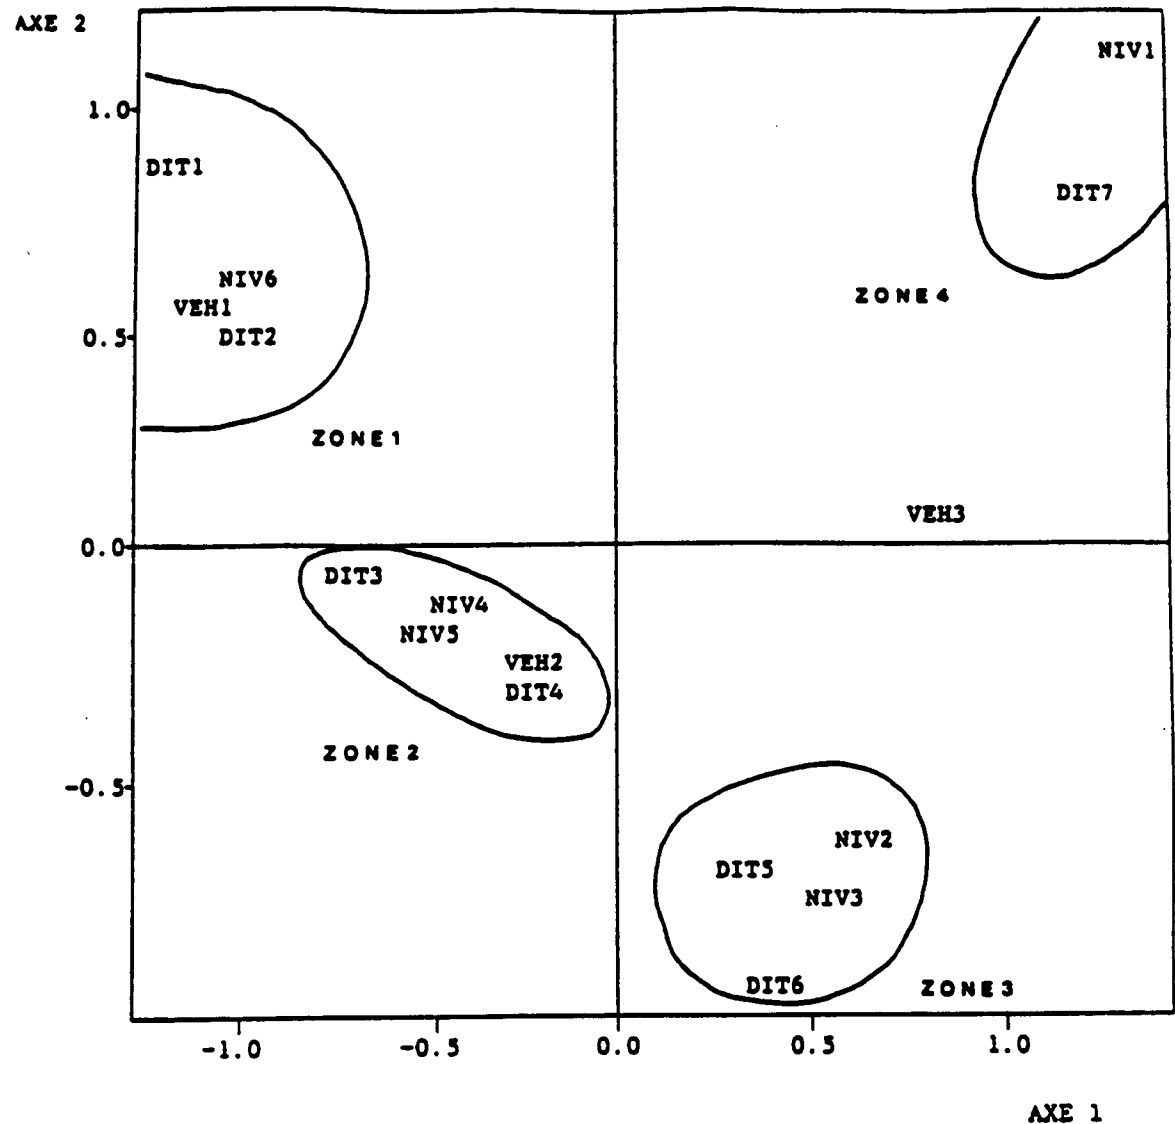 AXE 2
NIV1
1.0
DIT1
DIT7
NIV6
ZONE 4
VEH1
0.5
DIT2
ZONE 1
VEH3
0.0
DIT3
NIV4
NIV5
VEH2
DIT4
ZONE 2
-0.5
NIV2
DIT5
NIV3
DIT6
ZONE 3
-1.0 -0.5 0.0 0.5 1.0
AXE 1